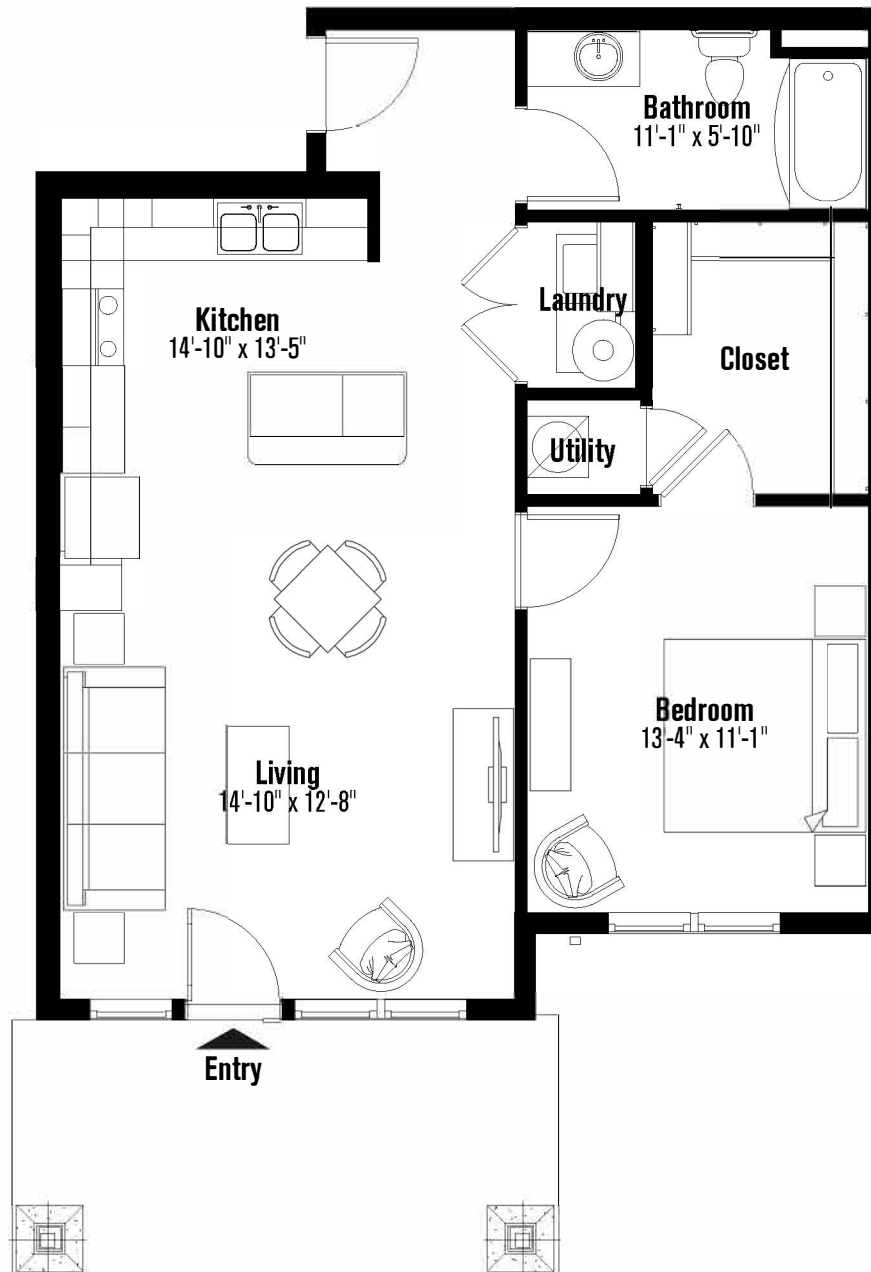 Bathroom
11'-1" x 5'-10"
Kitchen
14'-10" x 13'-5"
Laundry
Closet
Utility
Bedroom
13'-4" x 11'-1"
Living
14'-10" x 12'-8"
Entry